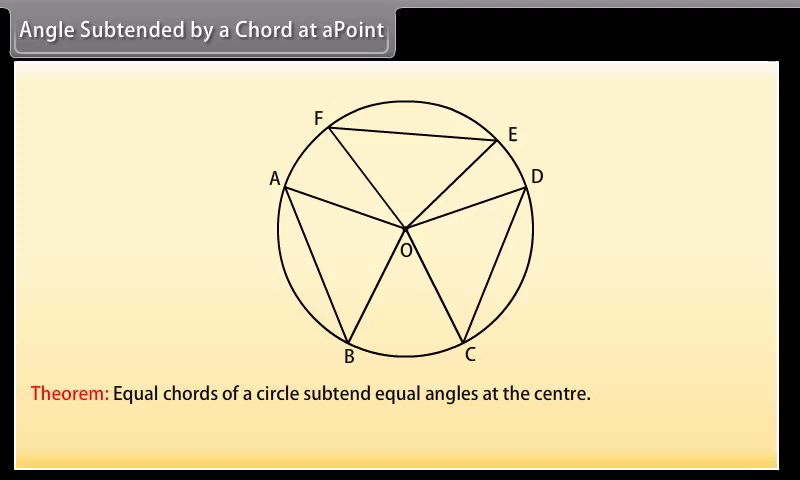 Angle Subtended by a Chord at aPoint
F
E
A
D
O
B
C
Theorem: Equal chords of a circle subtend equal angles at the centre.